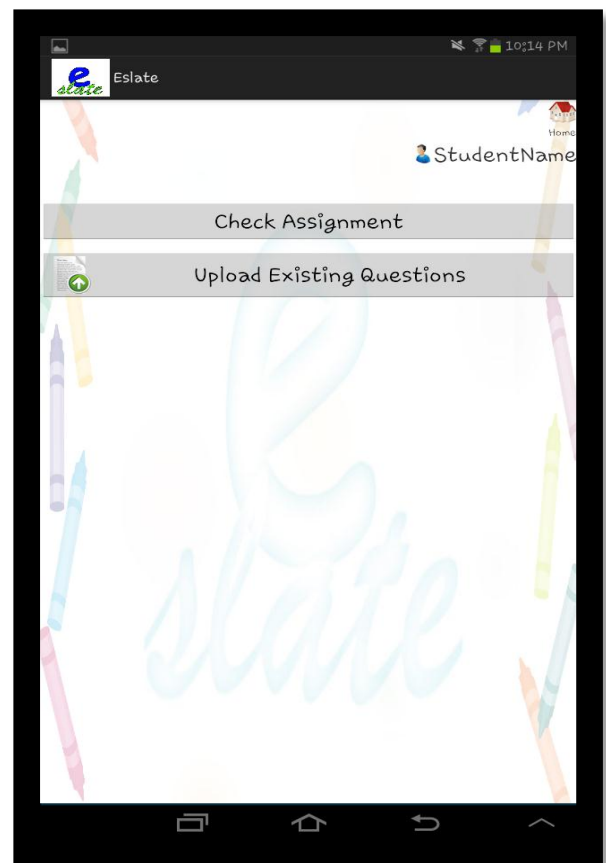 10:14 PM
e
slate
Eslate
Home
StudentName
Check Assignment
Upload Existing Questions
e
slate